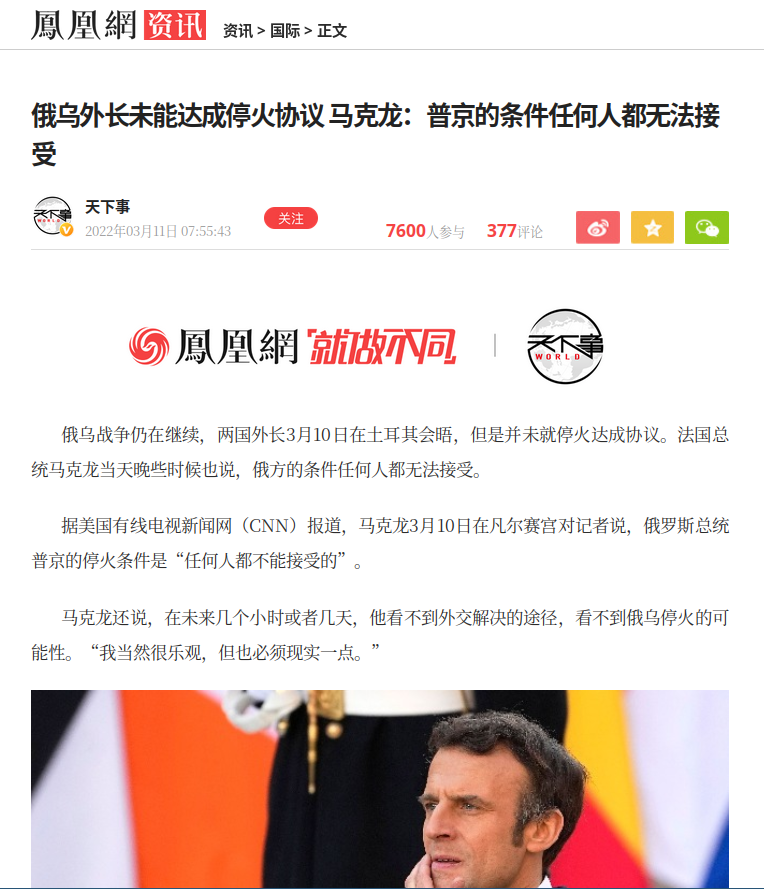 鳳凰網 资讯 资讯 > 国际 > 正文
俄乌外长未能达成停火协议 马克龙：普京的条件任何人都无法接
受
天下事
WORLD
天下事
2022年03月11日 07:55:43
关注
7600人参与
377评论
鳳凰網 就做不同
天下事
WORLD
俄乌战争仍在继续，两国外长3月10日在土耳其会晤，但是并未就停火达成协议。法国总
统马克龙当天晚些时候也说，俄方的条件任何人都无法接受。
据美国有线电视新闻网（CNN）报道，马克龙3月10日在凡尔赛宫对记者说，俄罗斯总统
普京的停火条件是“任何人都不能接受的”。
马克龙还说，在未来几个小时或者几天，他看不到外交解决的途径，看不到俄乌停火的可
能性。“我当然很乐观，但也必须现实一点。”